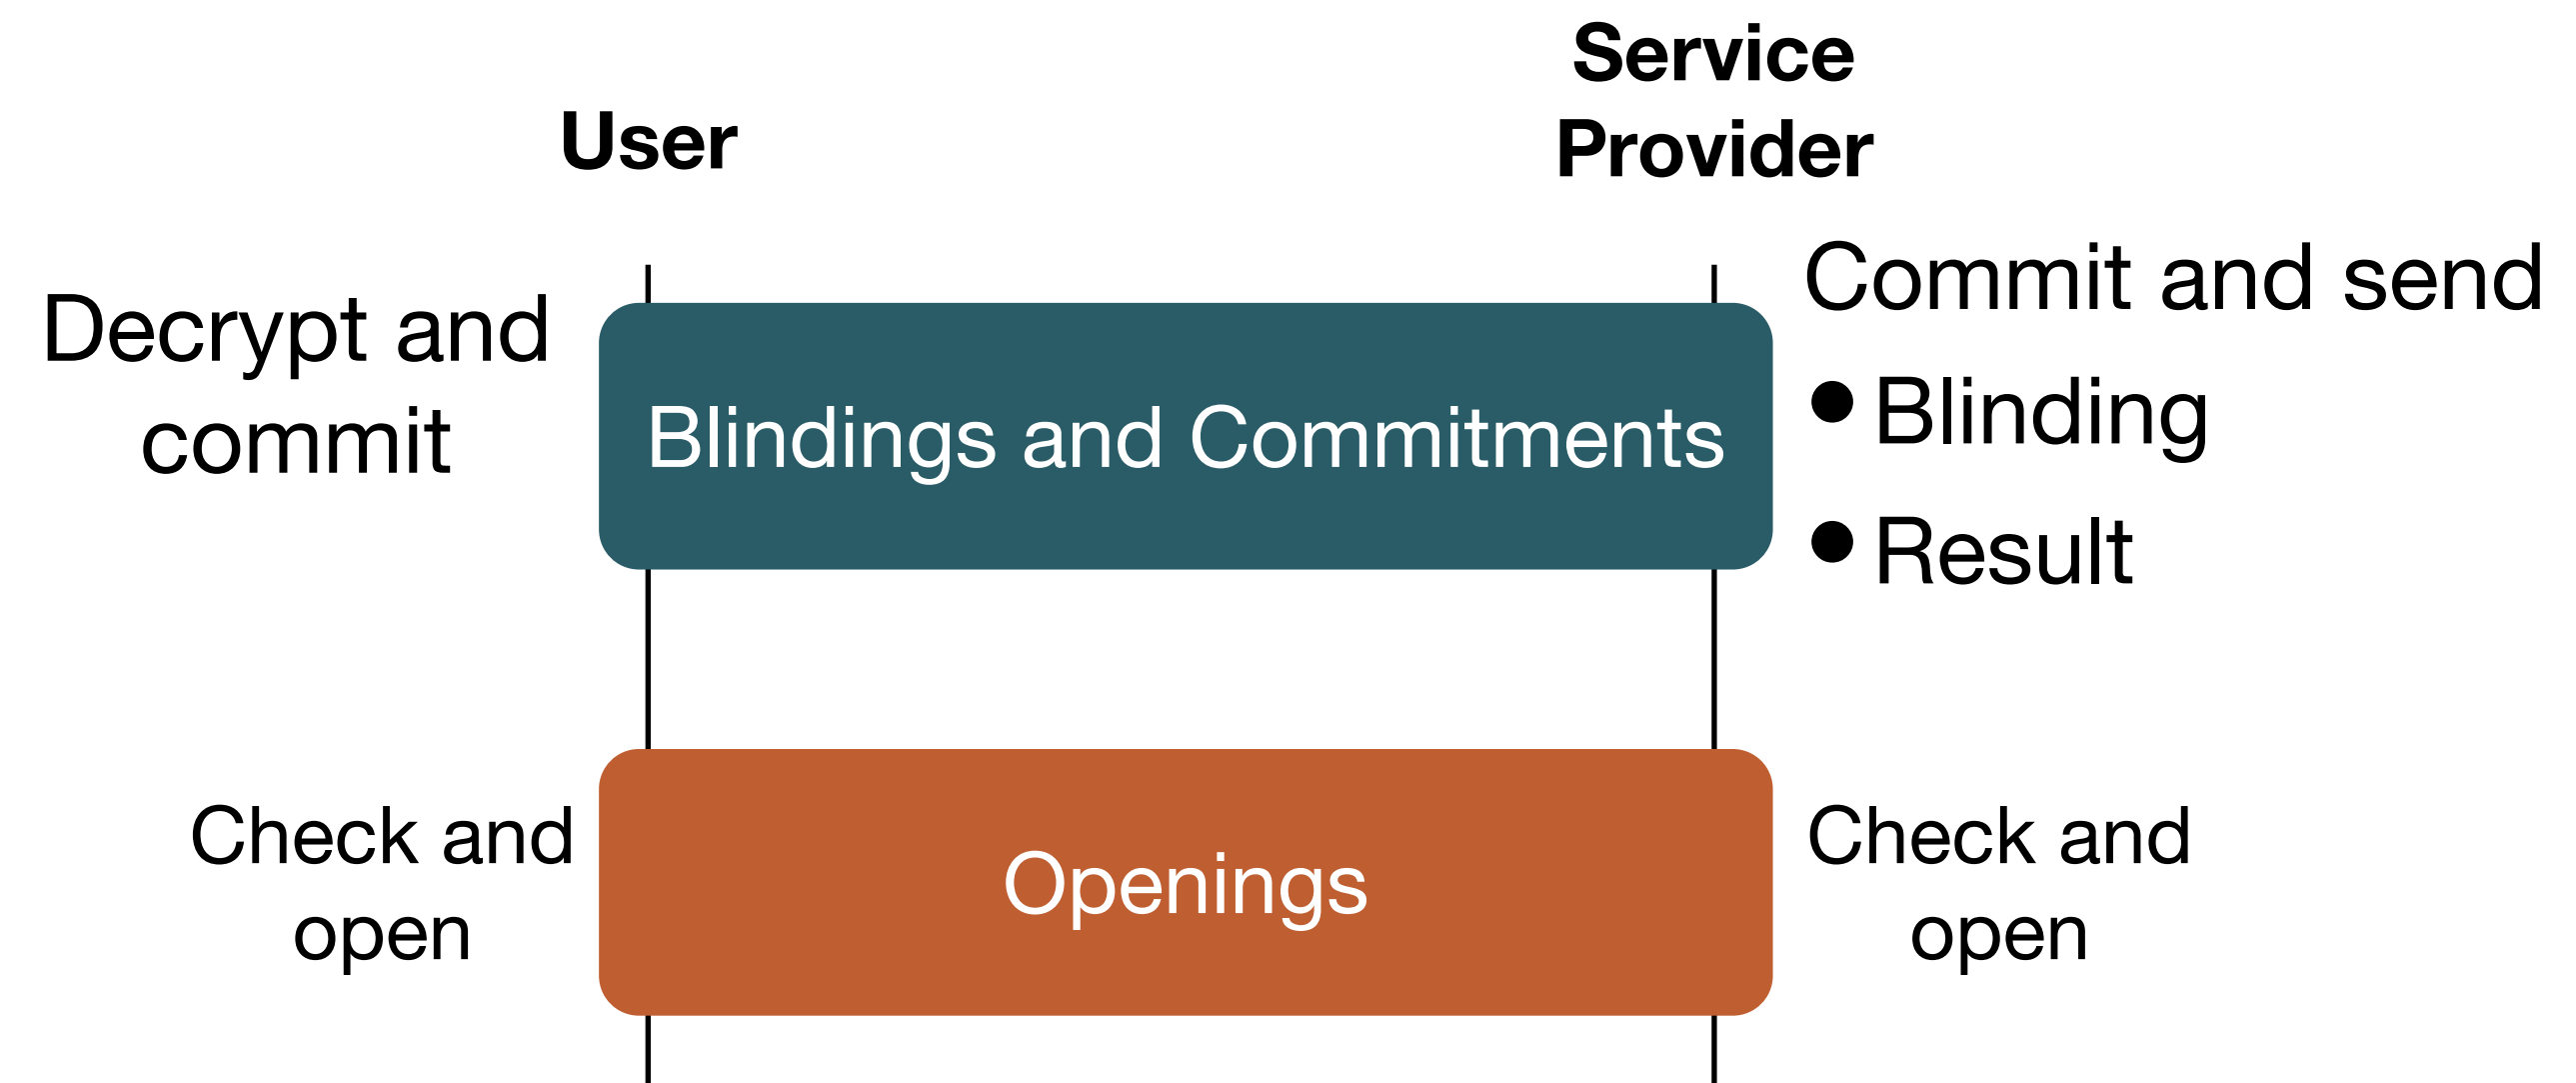 User
Service
Provider
Decrypt and
commit
Blindings and Commitments
Commit and send
• Blinding
• Result
Check and
open
Openings
Check and
open